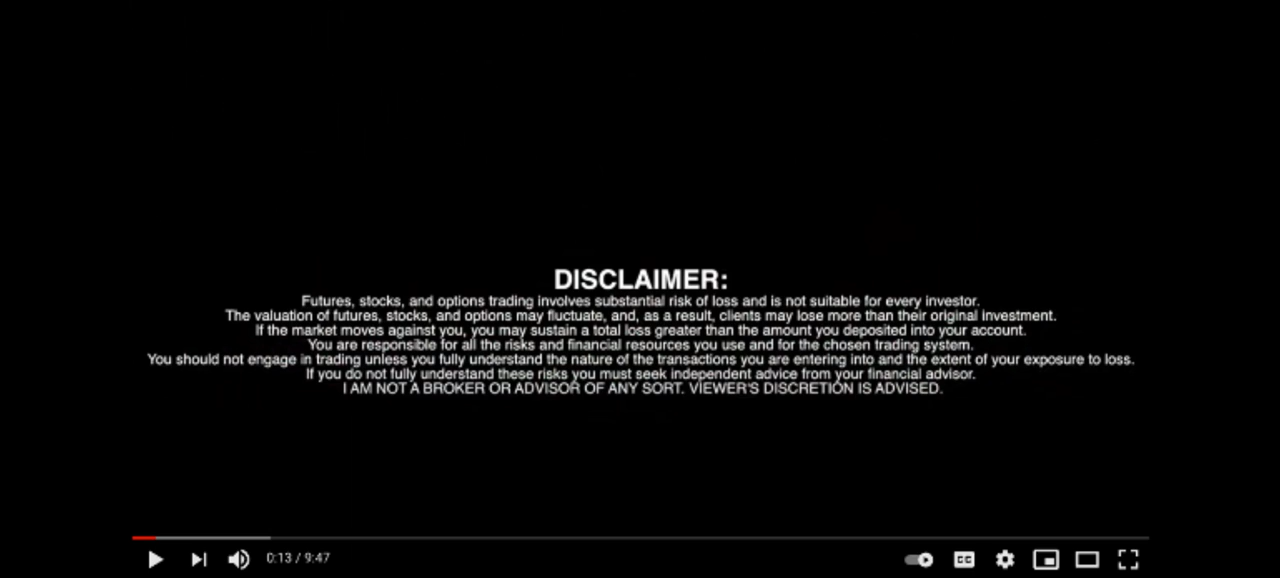 DISCLAIMER:
Futures, stocks, and options trading involves substantial risk of loss and is not suitable for every investor.
The valuation of futures, stocks, and options may fluctuate, and, as a result, clients may lose more than their original investment.
If the market moves against you, you may sustain a total loss greater than the amount you deposited into your account.
You are responsible for all the risks and financial resources you use and for the chosen trading system.
You should not engage in trading unless you fully understand the nature of the transactions you are entering into and the extent of your exposure to loss.
If you do not fully understand these risks you must seek independent advice from your financial advisor.
I AM NOT A BROKER OR ADVISOR OF ANY SORT. VIEWER'S DISCRETION IS ADVISED.
0:13 / 9:47
CC